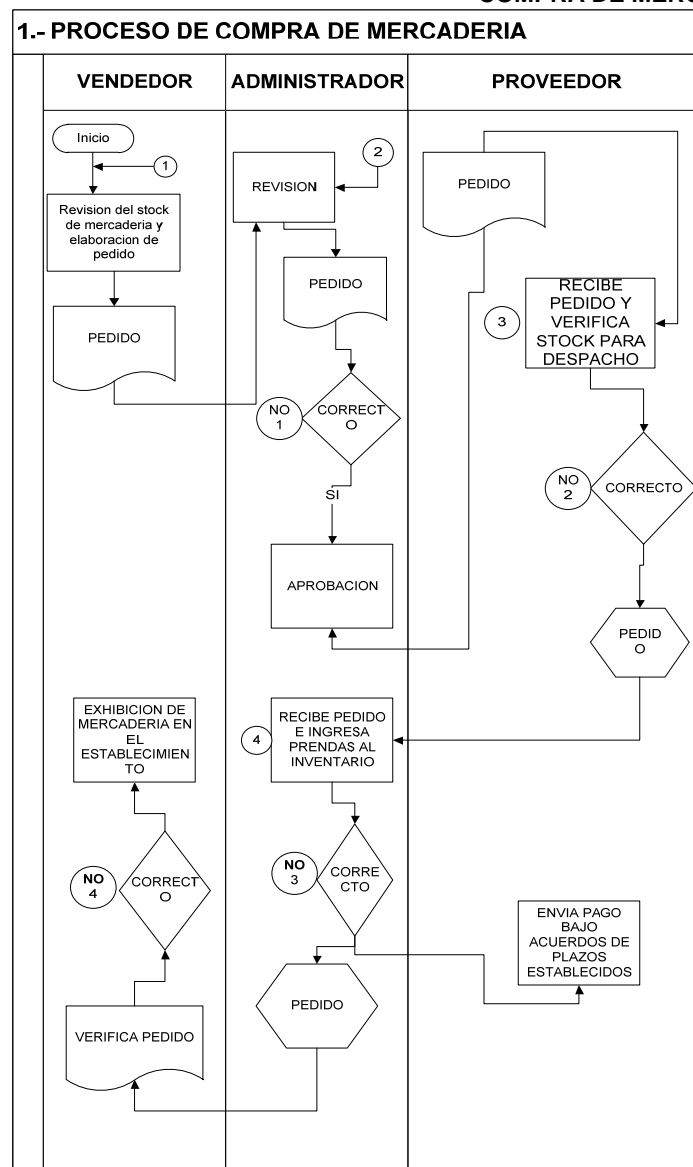 1.- PROCESO DE COMPRA DE MERCADERIA
VENDEDOR
ADMINISTRADOR
PROVEEDOR
Inicio
1
Revision del stock
de mercaderia y
elaboracion de
pedido
PEDIDO
2
REVISION
PEDIDO
NO
1
CORRECT
O
SI
APROBACION
PEDIDO
RECIBE
PEDIDO Y
VERIFICA
STOCK PARA
DESPACHO
3
NO
2
CORRECTO
PEDID
O
EXHIBICION DE
MERCADERIA EN
EL
ESTABLECIMIEN
TO
NO
4
CORRECT
O
VERIFICA PEDIDO
4
RECIBE PEDIDO
E INGRESA
PRENDAS AL
INVENTARIO
NO
3
CORRE
CTO
PEDIDO
ENVIA PAGO
BAJO
ACUERDOS DE
PLAZOS
ESTABLECIDOS